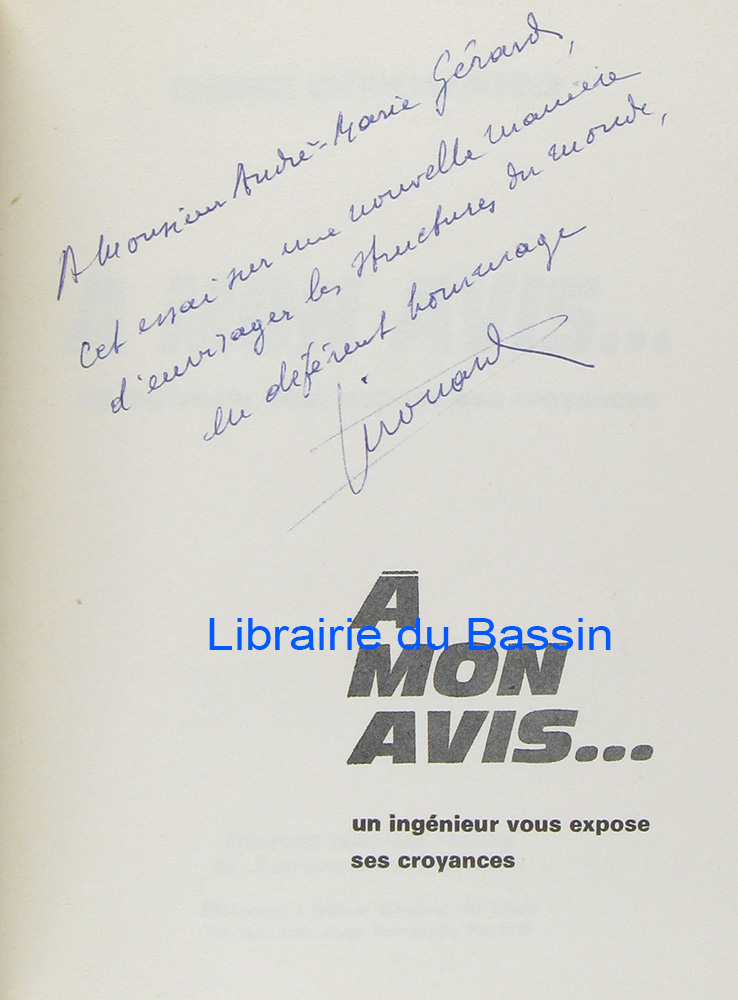 A Monsieur André-Marie Gérard,
cet essai sur une nouvelle manière
d'envisager les structures du monde,
en déférent hommage
À
MON
AVIS...
Librairie du Bassin
un ingénieur vous expose
ses croyances